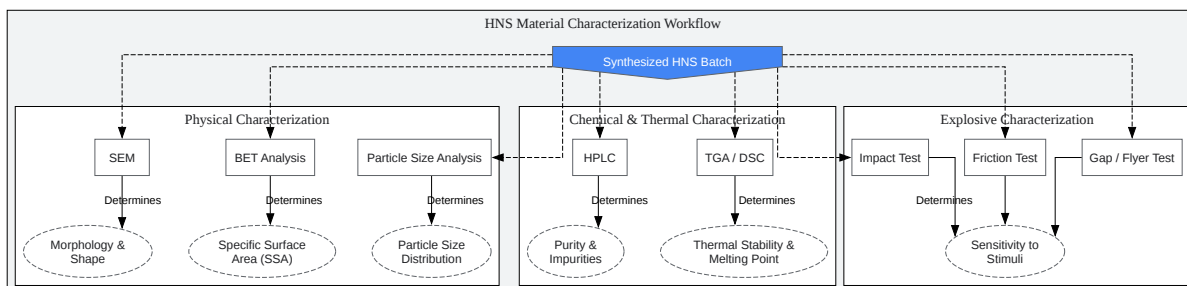 HNS Material Characterization Workflow
Synthesized HNS Batch
Physical Characterization
Chemical & Thermal Characterization
Explosive Characterization
SEM
BET Analysis
Particle Size Analysis
HPLC
TGA / DSC
Impact Test
Friction Test
Gap / Flyer Test
Determines
Determines
Determines
Determines
Determines
Determines
Morphology &
Shape
Specific Surface
Area (SSA)
Particle Size
Distribution
Purity &
Impurities
Thermal Stability &
Melting Point
Sensitivity to
Stimuli